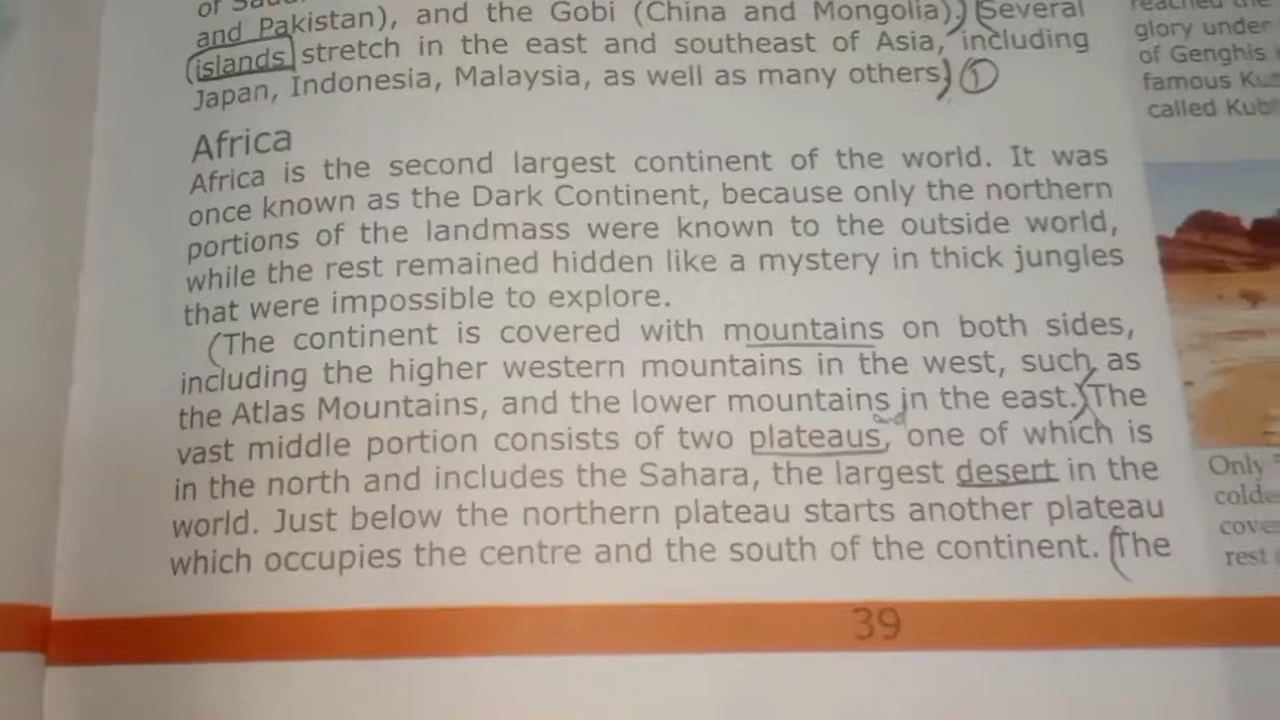 and Pakistan), and the Gobi (China and Mongolia). Several
islands stretch in the east and southeast of Asia, including
Japan, Indonesia, Malaysia, as well as many others) 1
Africa
Africa is the second largest continent of the world. It was
once known as the Dark Continent, because only the northern
portions of the landmass were known to the outside world,
while the rest remained hidden like a mystery in thick jungles
that were impossible to explore.
(The continent is covered with mountains on both sides,
including the higher western mountains in the west, such as
the Atlas Mountains, and the lower mountains in the east.) The
and
vast middle portion consists of two plateaus, one of which is
in the north and includes the Sahara, the largest desert in the
world. Just below the northern plateau starts another plateau
which occupies the centre and the south of the continent. (The
39
glory under
of Genghis
famous
called
Only
rest